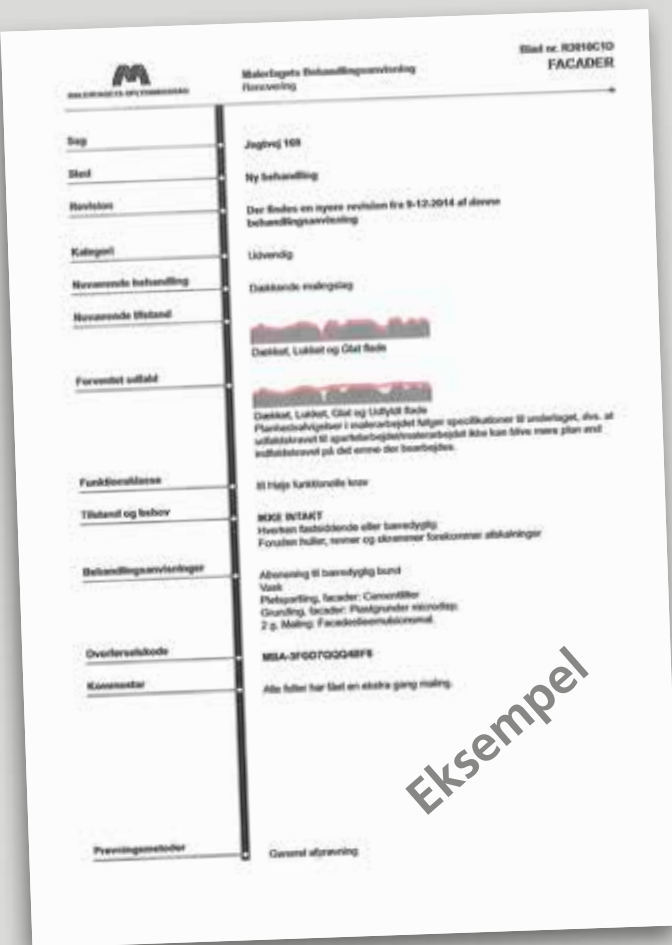 Blad nr. R3910C1D
FACADER
MALERFAGETS OPLYSNINGSRÅD
Malerfagets Behandlingsanvisning
Renovering
Sag
Jagtvej 169
Sted
Ny behandling
Revision
Der findes en nyere revision fra 9-12-2014 af denne
behandlingsanvisning
Kategori
Udvendig
Nuværende behandling
Dækkende malingslag
Nuværende tilstand
Dækket, Lukket og Glat flade
Forventet udfald
Dækket, Lukket, Glat og Udfyldt flade
Planhedsafvigelser i malerarbejdet følger specifikationer til underlaget, dvs. at
udfaldskravet til spartelarbejdet/malerarbejdet ikke kan blive mere plan end
indfaldskravet på det emne der bearbejdes.
Funktionsklasse
til Høje funktionelle krav
Tilstand og behov
IKKE INTAKT
Hverken fastsiddende eller bæredygtig
Foruden huller, revner og skrammer forekommer afskalninger
Behandlingsanvisninger
Afrensning til bæredygtig bund
Vask
Pletspartling, facader: Cementfiller
Grunding, facader: Plastgrunder microdisp.
2 g. Maling: Facadeolieemulsionsmal.
Overførselskode
Kommentar
Alle felter har fået en ekstra gang maling.
Eksempel
Prøvningsmetoder
Generel afprøvning